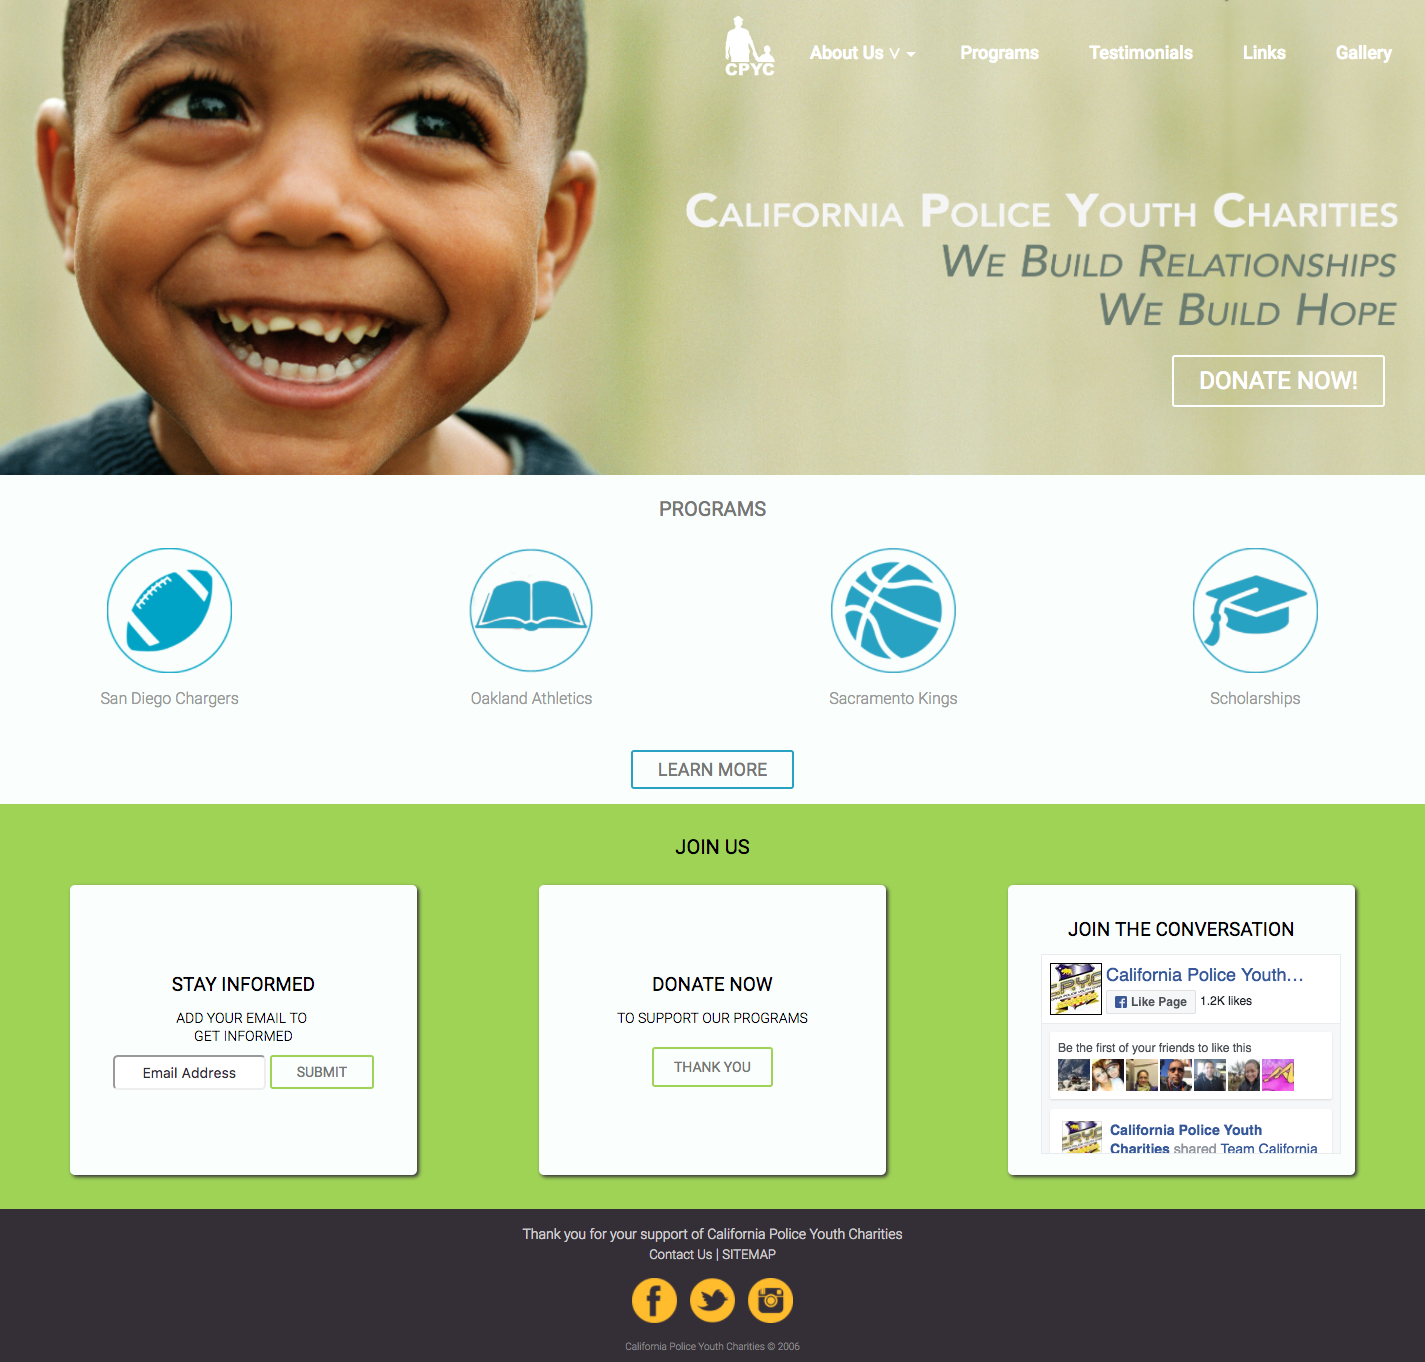 CPYC
About Us ∨
Programs
Testimonials
Links
Gallery
CALIFORNIA POLICE YOUTH CHARITIES
WE BUILD RELATIONSHIPS
WE BUILD HOPE
DONATE NOW!
PROGRAMS
San Diego Chargers
Oakland Athletics
Sacramento Kings
Scholarships
LEARN MORE
JOIN US
STAY INFORMED
ADD YOUR EMAIL TO
GET INFORMED
Email Address
SUBMIT
DONATE NOW
TO SUPPORT OUR PROGRAMS
THANK YOU
JOIN THE CONVERSATION
California Police Youth...
Like Page
1.2K likes
Be the first of your friends to like this
California Police Youth
Charities shared Team California
Thank you for your support of California Police Youth Charities
Contact Us | SITEMAP
California Police Youth Charities © 2006